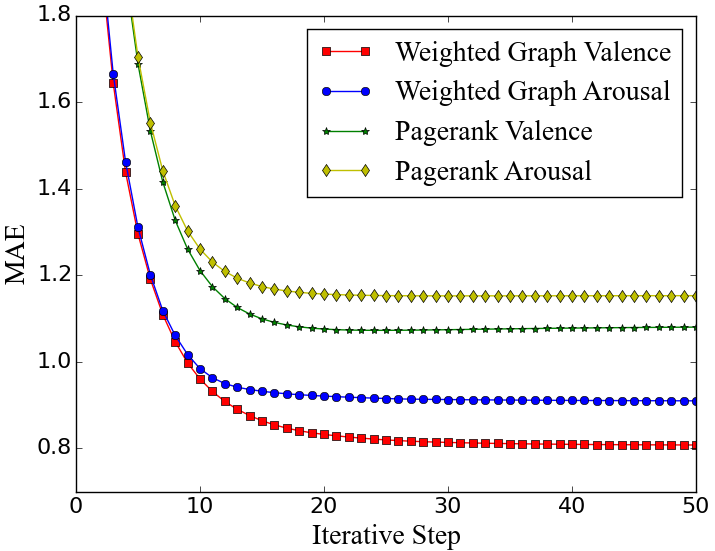 1.8
1.6
1.4
1.2
1.0
0.8
MAE
Weighted Graph Valence
Weighted Graph Arousal
Pagerank Valence
Pagerank Arousal
0 10 20 30 40 50
Iterative Step